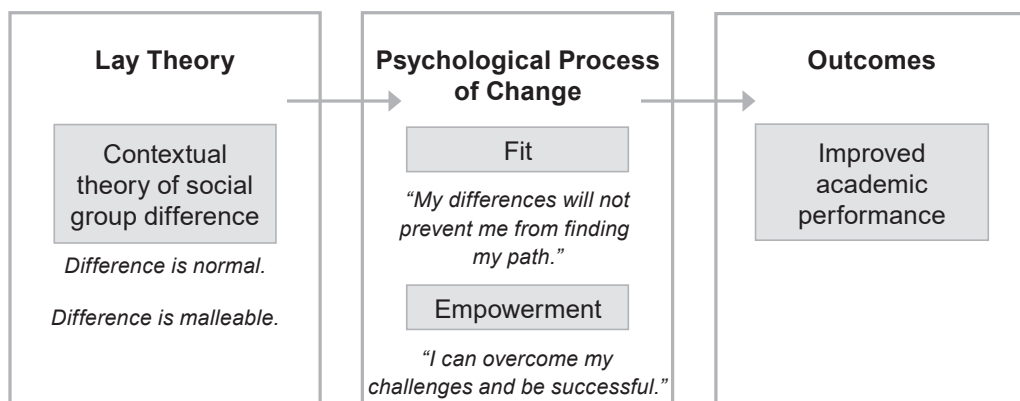 Lay Theory
Contextual
theory of social
group difference
Difference is normal.
Difference is malleable.
Psychological Process
of Change
Fit
“My differences will not
prevent me from finding
my path.”
Empowerment
“I can overcome my
challenges and be successful.”
Outcomes
Improved
academic
performance